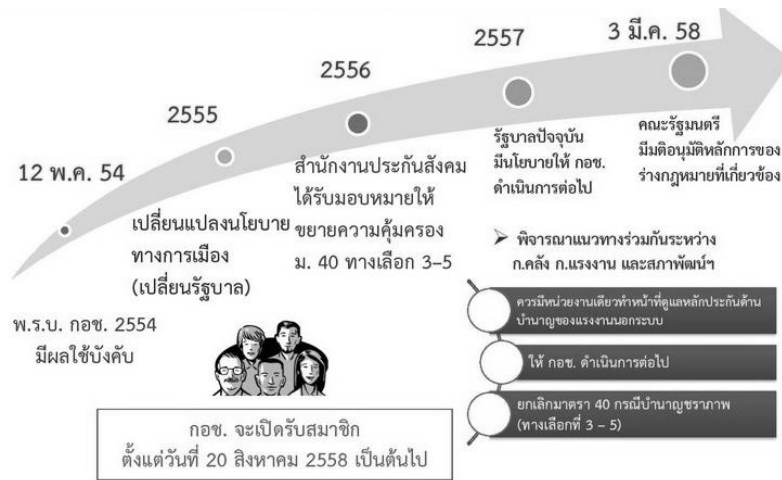 12 พ.ค. 54
พ.ร.บ. กอช. 2554
มีผลใช้บังคับ
2555
เปลี่ยนแปลงนโยบาย
ทางการเมือง
(เปลี่ยนรัฐบาล)
2556
สำนักงานประกันสังคม
ได้รับมอบหมายให้
ขยายความคุ้มครอง
ม. 40 ทางเลือก 3-5
2557
รัฐบาลปัจจุบัน
มีนโยบายให้ กอช.
ดำเนินการต่อไป
3 มี.ค. 58
คณะรัฐมนตรี
มีมติอนุมัติหลักการของ
ร่างกฎหมายที่เกี่ยวข้อง
➤ พิจารณาแนวทางร่วมกันระหว่าง
ก.คลัง ก.แรงงาน และสภาพัฒน์ฯ
ควรมีหน่วยงานเดียวทำหน้าที่ดูแลหลักประกันด้าน
บำนาญของแรงงานนอกระบบ
ให้ กอช. ดำเนินการต่อไป
ยกเลิกมาตรา 40 กรณีบำนาญชราภาพ
(ทางเลือกที่ 3 - 5)
กอช. จะเปิดรับสมาชิก
ตั้งแต่วันที่ 20 สิงหาคม 2558 เป็นต้นไป